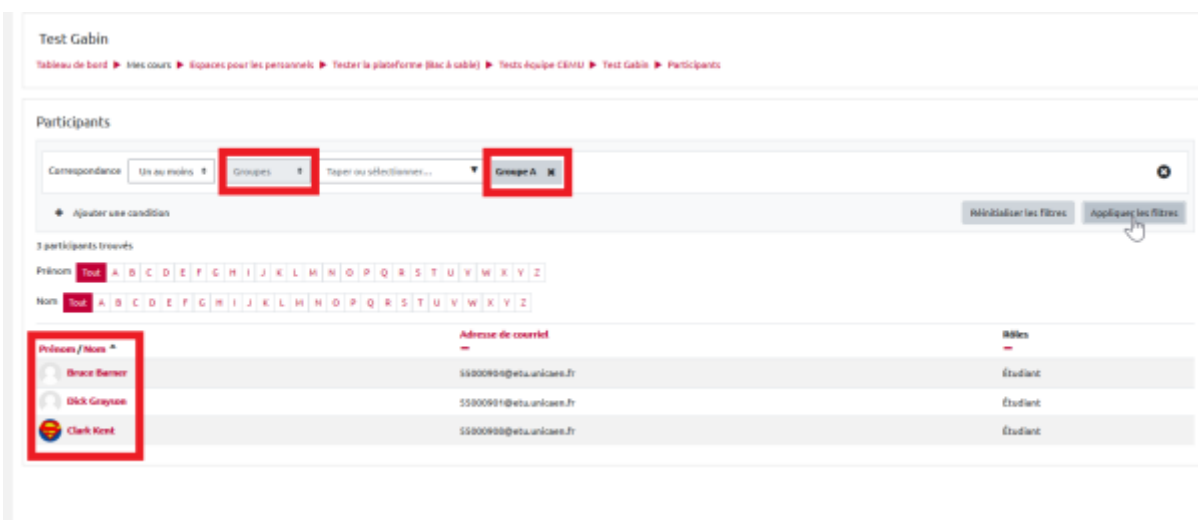 Test Gabin
Tableau de bord ▶ Mes cours ▶ Espaces pour les personnels ▶ Tester la plateforme (Bac à sable) ▶ Tests équipe CEMU ▶ Test Gabin ▶ Participants
Participants
Correspondance Un au moins Groupes Taper ou sélectionner... ▼ Groupe A ✖
Ajouter une condition Réinitialiser les filtres Appliquer les filtres
3 participants trouvés
Prénom Tout A B C D E F G H I J K L M N O P Q R S T U V W X Y Z
Nom Tout A B C D E F G H I J K L M N O P Q R S T U V W X Y Z
Prénom / Nom Adresse de courriel Rôles
Bruce Banner 55000904@etu.unicaen.fr Étudiant
Dick Grayson 55000901@etu.unicaen.fr Étudiant
Clark Kent 55000900@etu.unicaen.fr Étudiant